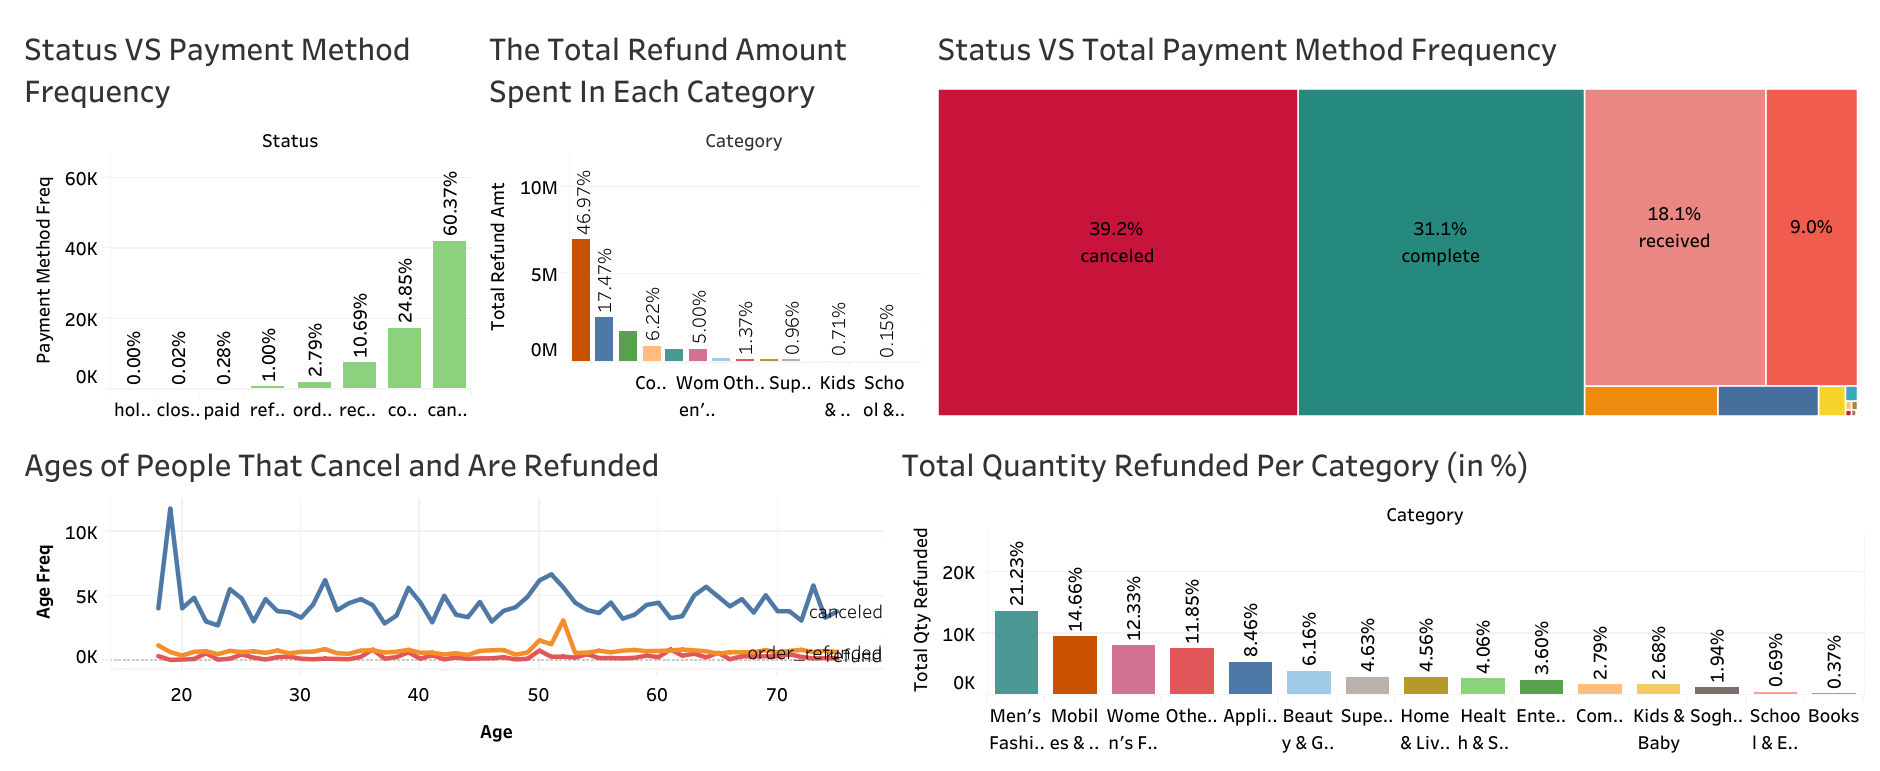 Status VS Payment Method
Frequency
Status
Payment Method Freq
60K
40K
20K
0K
0.00%
0.02%
0.28%
1.00%
2.79%
10.69%
24.85%
60.37%
hol.. clos.. paid ref.. ord.. rec.. co.. can..
The Total Refund Amount
Spent In Each Category
Category
Total Refund Amt
10M
5M
0M
46.97%
17.47%
6.22%
5.00%
1.37%
0.96%
0.71%
0.15%
Co.. Wom Oth.. Sup.. Kids Scho
en’.. & .. ol &..
Status VS Total Payment Method Frequency
39.2%
canceled
31.1%
complete
18.1%
received
9.0%
Ages of People That Cancel and Are Refunded
Age Freq
10K
5K
0K
canceled
order_refunded
refund
20 30 40 50 60 70
Age
Total Quantity Refunded Per Category (in %)
Category
Total Qty Refunded
20K
10K
0K
21.23%
14.66%
12.33%
11.85%
8.46%
6.16%
4.63%
4.56%
4.06%
3.60%
2.79%
2.68%
1.94%
0.69%
0.37%
Men’s Mobil Wome Othe.. Appli.. Beaut Supe.. Home Healt Ente.. Com.. Kids & Sogh.. Schoo Books
Fashi.. es & .. n’s F.. y & G.. & Liv.. h & S.. Baby l & E..